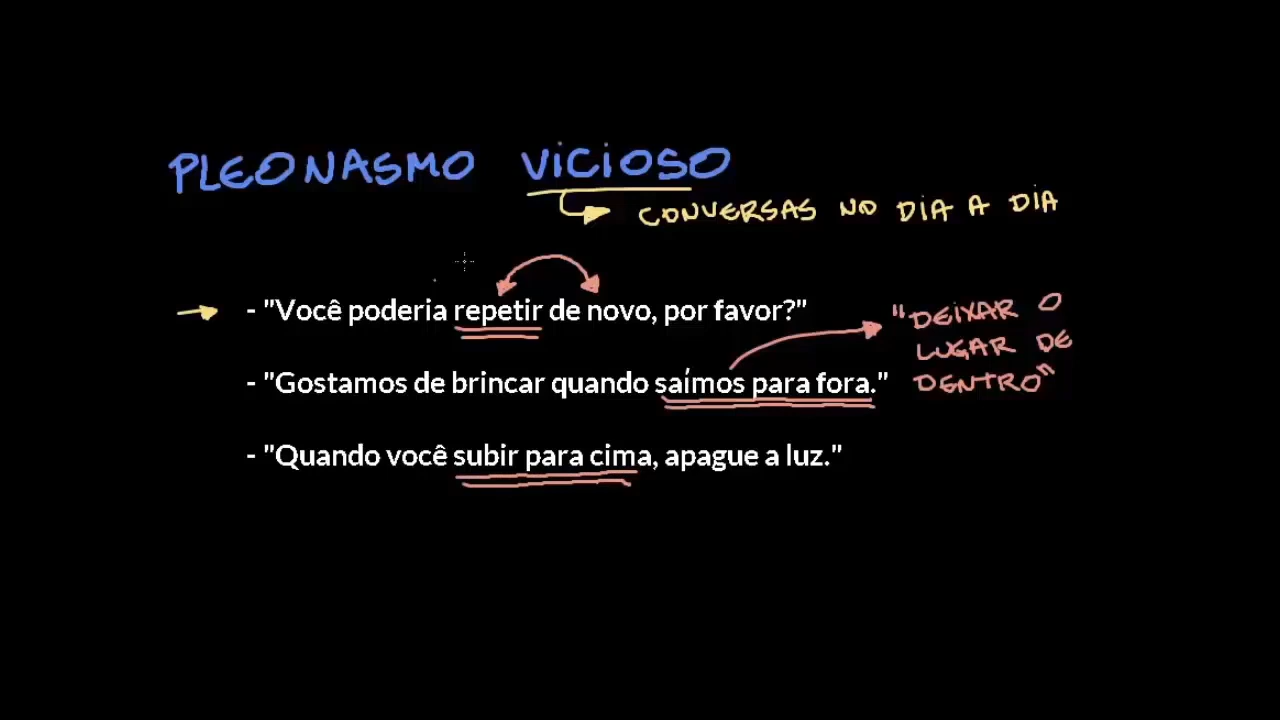 PLEONASMO VICIOSO
CONVERSAS NO DIA A DIA
- "Você poderia repetir de novo, por favor?"
"DEIXAR O
LUGAR DE
DENTRO"
- "Gostamos de brincar quando saímos para fora."
- "Quando você subir para cima, apague a luz."